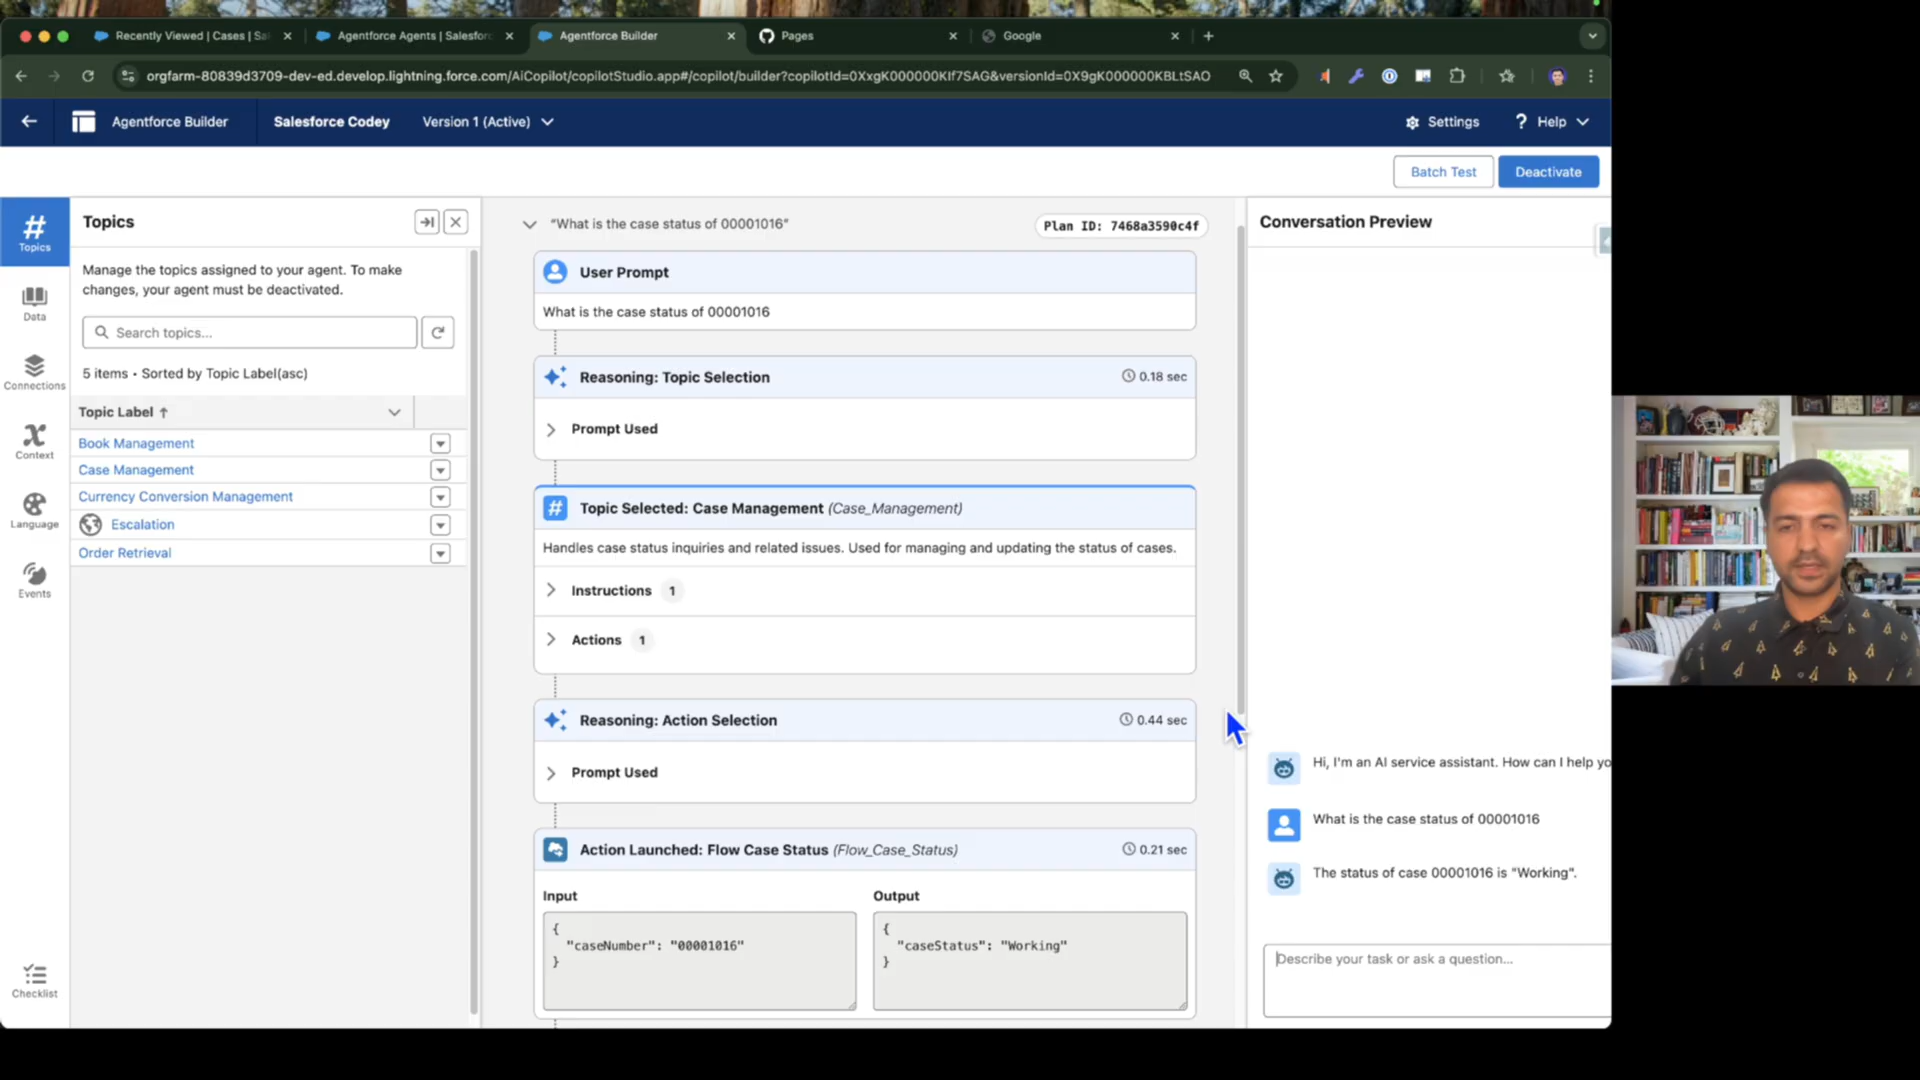 Recently Viewed | Cases | Sa
Agentforce Agents | Salesforc
Agentforce Builder
Pages
Google
orgfarm-80839d3709-dev-ed.develop.lightning.force.com/AiCopilot/copilotStudio.app#/copilot/builder?copilotId=0XxgK000000KIf7SAG&versionId=0X9gK000000KBLtSAO
Agentforce Builder
Salesforce Codey
Version 1 (Active)
Settings
? Help
Batch Test
Deactivate
# Topics
Data
Connections
Context
Language
Events
Checklist
Topics
Manage the topics assigned to your agent. To make
changes, your agent must be deactivated.
Search topics...
5 items • Sorted by Topic Label(asc)
Topic Label ↑
Book Management
Case Management
Currency Conversion Management
Escalation
Order Retrieval
"What is the case status of 00001016"
Plan ID: 7468a3590c4f
User Prompt
What is the case status of 00001016
Reasoning: Topic Selection
0.18 sec
Prompt Used
# Topic Selected: Case Management (Case_Management)
Handles case status inquiries and related issues. Used for managing and updating the status of cases.
Instructions 1
Actions 1
Reasoning: Action Selection
0.44 sec
Prompt Used
Action Launched: Flow Case Status (Flow_Case_Status)
0.21 sec
Input
{
"caseNumber": "00001016"
}
Output
{
"caseStatus": "Working"
}
Conversation Preview
Hi, I'm an AI service assistant. How can I help yo
What is the case status of 00001016
The status of case 00001016 is "Working".
Describe your task or ask a question...